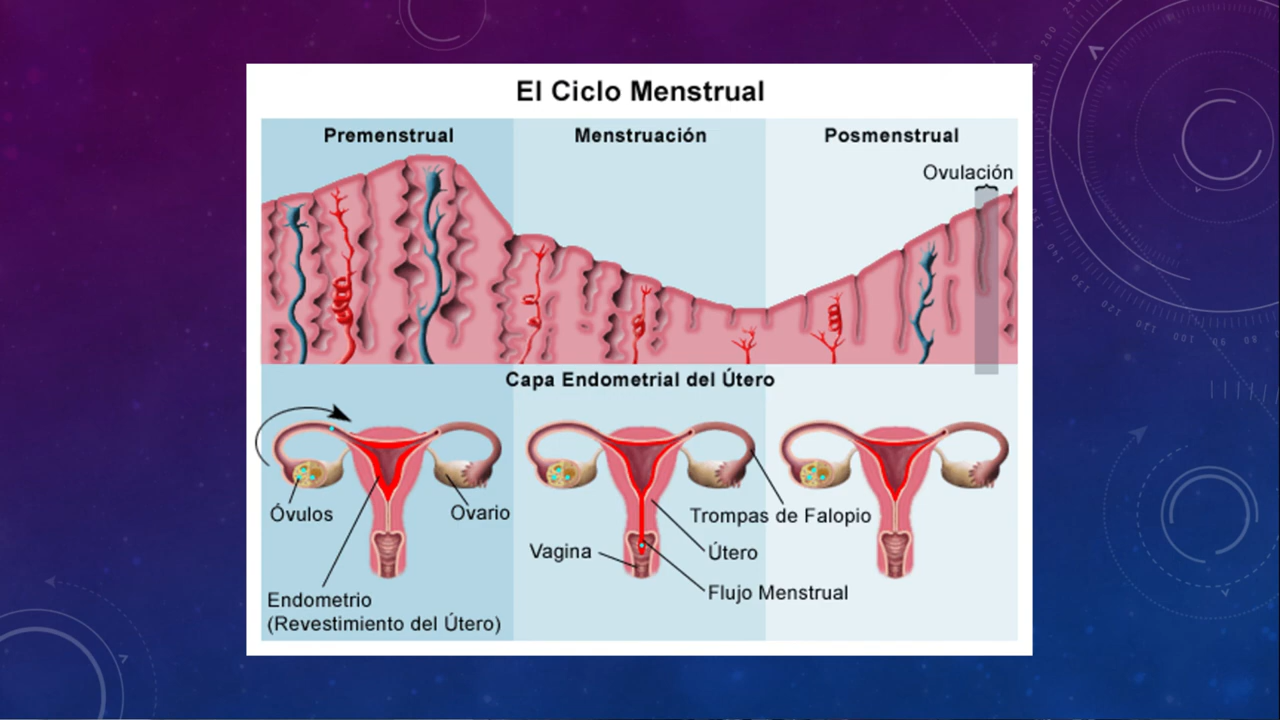 El Ciclo Menstrual
Premenstrual
Menstruación
Posmenstrual
Ovulación
Capa Endometrial del Útero
Óvulos
Ovario
Endometrio
(Revestimiento del Útero)
Trompas de Falopio
Vagina
Útero
Flujo Menstrual